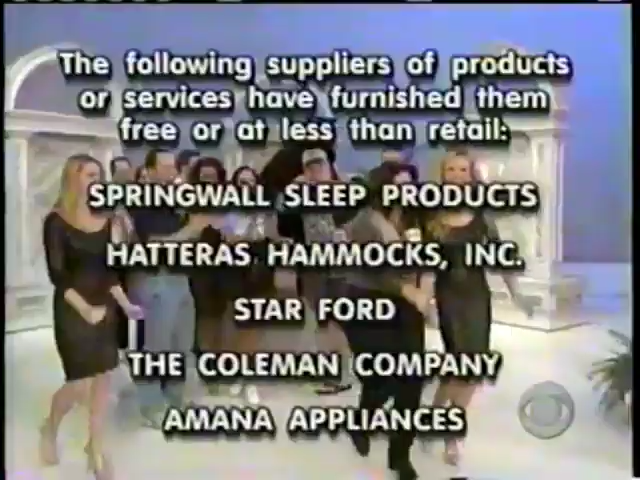 The following suppliers of products
or services have furnished them
free or at less than retail:
SPRINGWALL SLEEP PRODUCTS
HATTERAS HAMMOCKS, INC.
STAR FORD
THE COLEMAN COMPANY
AMANA APPLIANCES